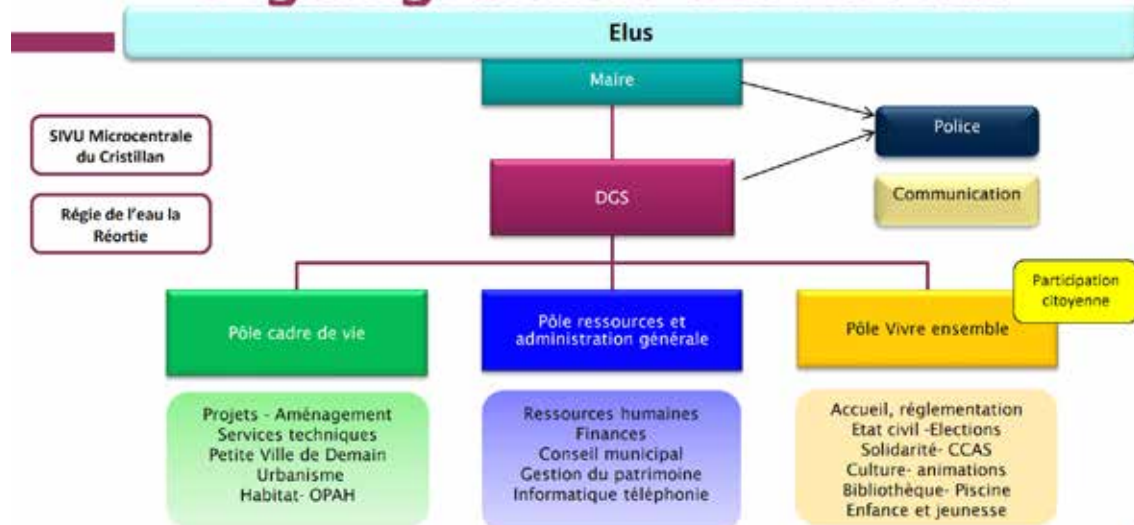 Elus
Maire
SIVU Microcentrale
du Cristillan
Police
DGS
Communication
Régie de l'eau la
Réortie
Participation
citoyenne
Pôle cadre de vie
Pôle ressources et
administration générale
Pôle Vivre ensemble
Projets - Aménagement
Services techniques
Petite Ville de Demain
Urbanisme
Habitat- OPAH
Ressources humaines
Finances
Conseil municipal
Gestion du patrimoine
Informatique téléphonie
Accueil, réglementation
Etat civil -Elections
Solidarité- CCAS
Culture- animations
Bibliothèque- Piscine
Enfance et jeunesse